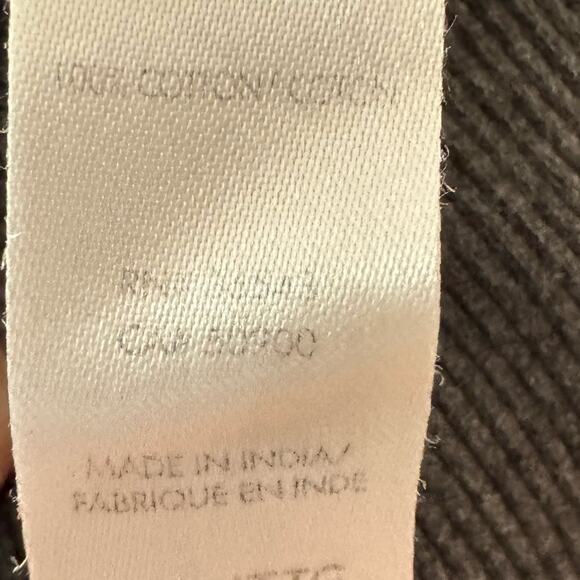 100% COTTON / COTON
RN#
CA# 50900
MADE IN INDIA/
FABRIQUE EN INDE